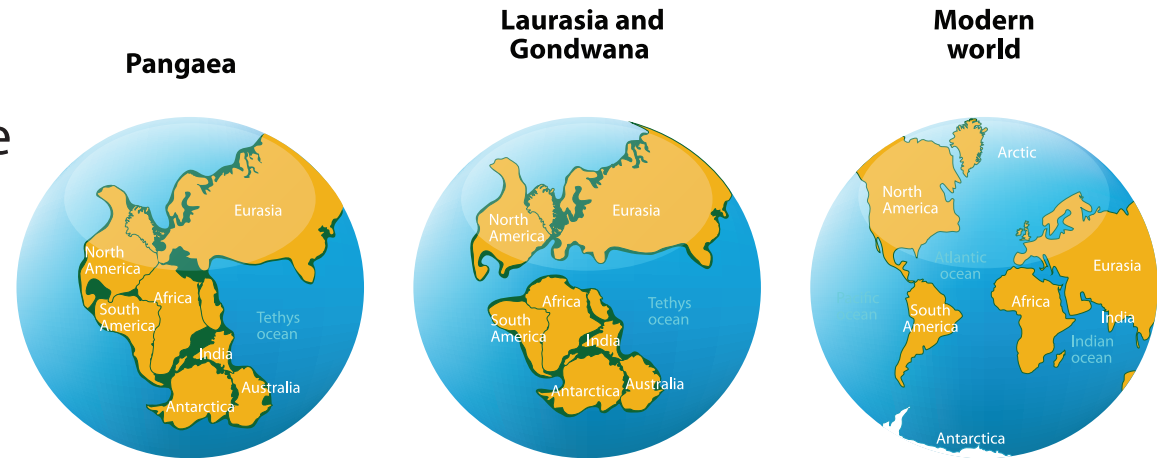 Pangaea
Laurasia and
Gondwana
Modern
world
e
North
America
Eurasia
Africa
South
America
India
Tethys
ocean
Australia
Antarctica
North
America
Eurasia
Africa
South
America
India
Tethys
ocean
Australia
Antarctica
Arctic
North
America
Atlantic
ocean
Eurasia
ocean
South
America
Africa
India
Indian
ocean
Antarctica